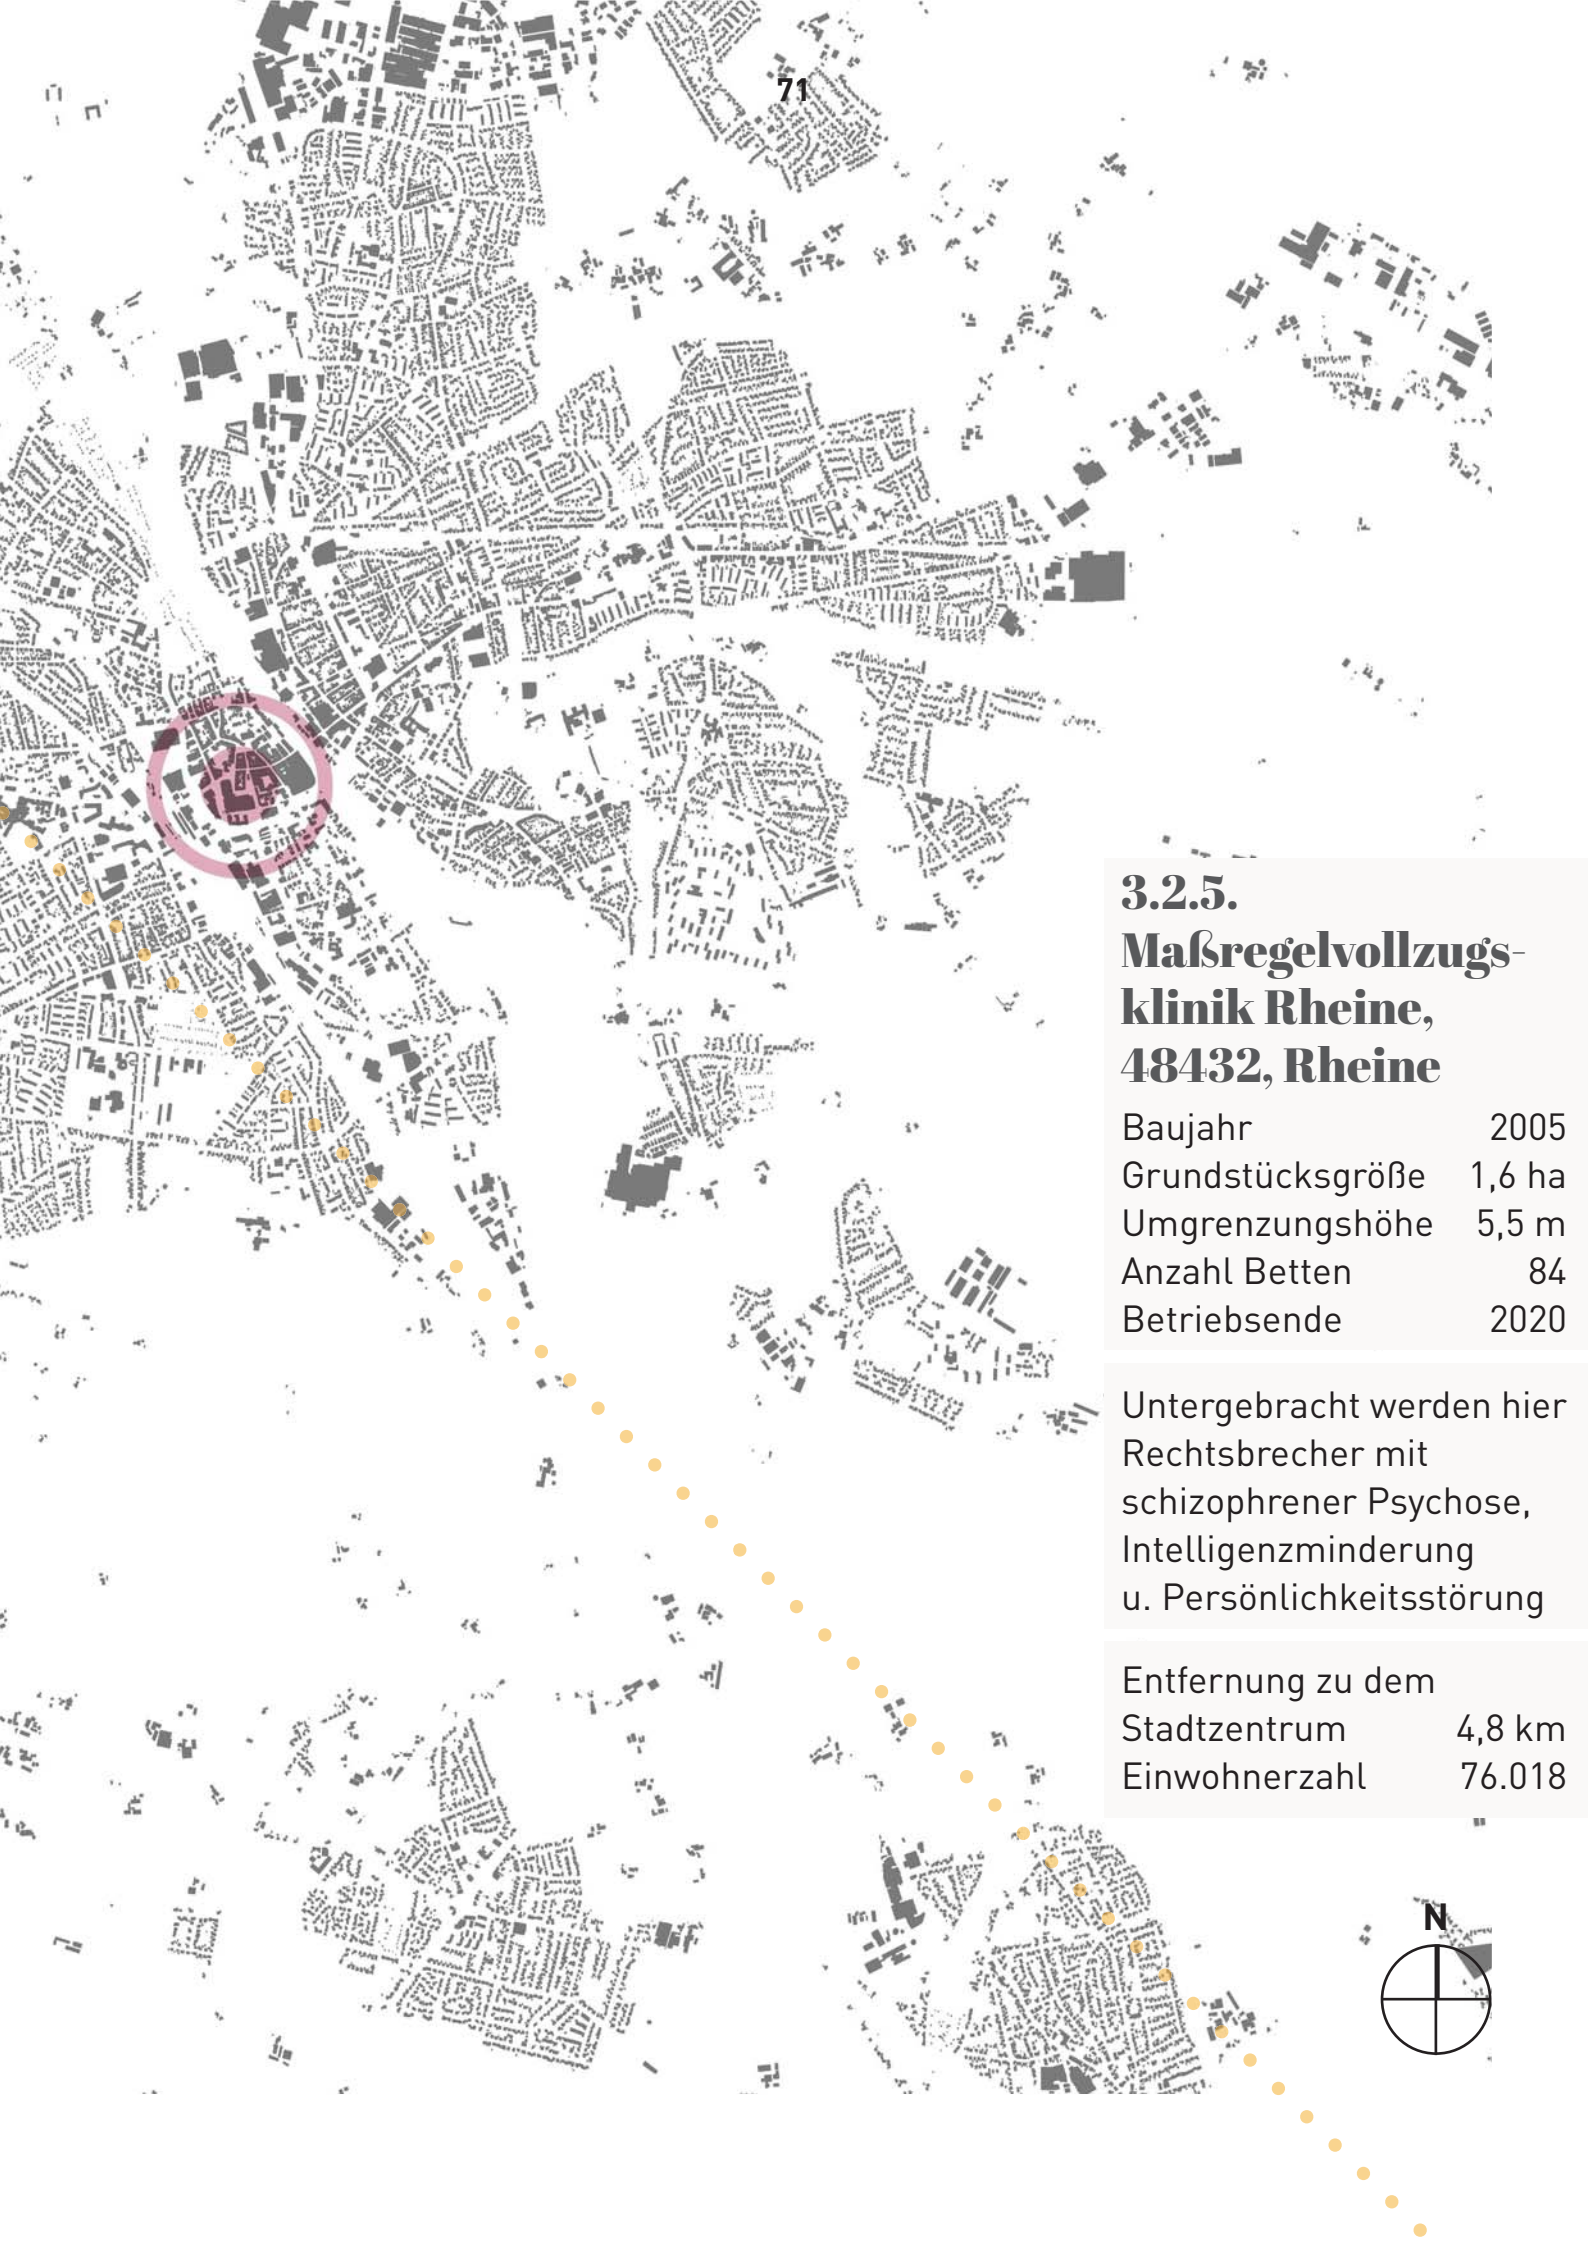 71
3.2.5.
Maßregelvollzugs-
klinik Rheine,
48432, Rheine
Baujahr 2005
Grundstücksgröße 1,6 ha
Umgrenzungshöhe 5,5 m
Anzahl Betten 84
Betriebsende 2020
Untergebracht werden hier
Rechtsbrecher mit
schizophrener Psychose,
Intelligenzminderung
u. Persönlichkeitsstörung
Entfernung zu dem
Stadtzentrum 4,8 km
Einwohnerzahl 76.018
N